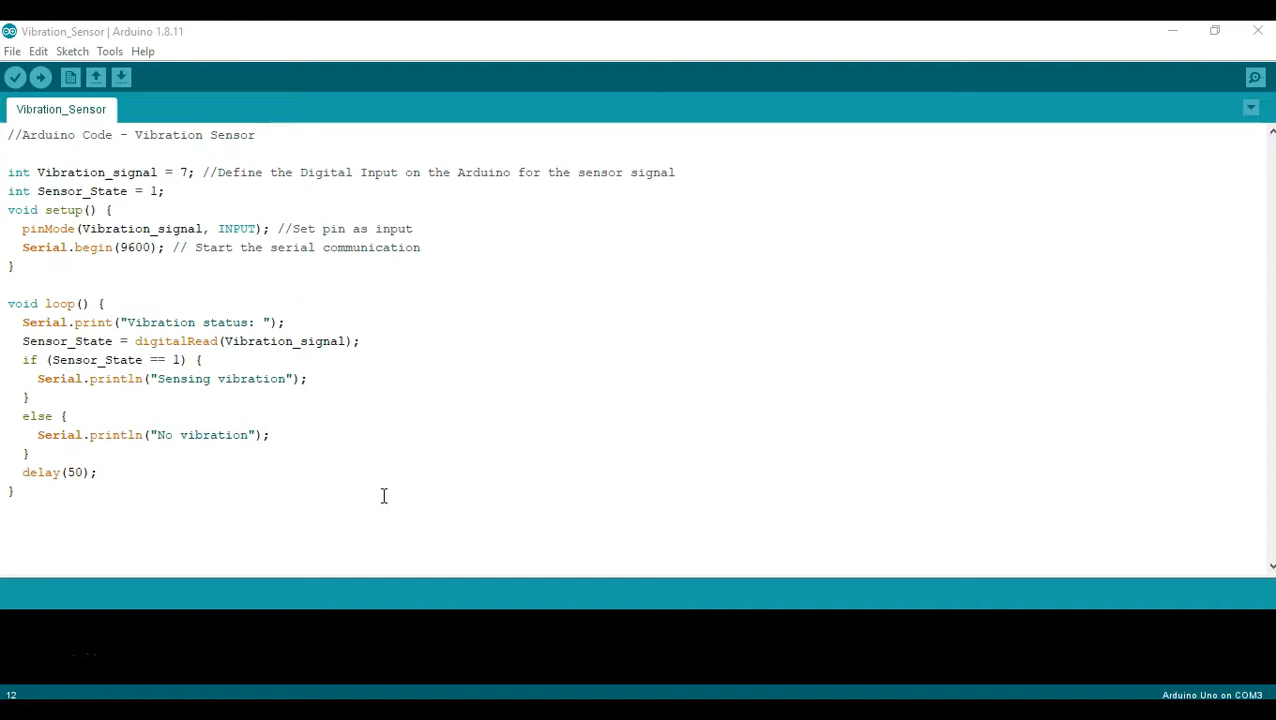 Vibration_Sensor | Arduino 1.8.11
File Edit Sketch Tools Help
Vibration_Sensor
//Arduino Code - Vibration Sensor
int Vibration_signal = 7; //Define the Digital Input on the Arduino for the sensor signal
int Sensor_State = 1;
void setup() {
  pinMode(Vibration_signal, INPUT); //Set pin as input
  Serial.begin(9600); // Start the serial communication
}
void loop() {
  Serial.print("Vibration status: ");
  Sensor_State = digitalRead(Vibration_signal);
  if (Sensor_State == 1) {
    Serial.println("Sensing vibration");
  }
  else {
    Serial.println("No vibration");
  }
  delay(50);
}
12 Arduino Uno on COM3